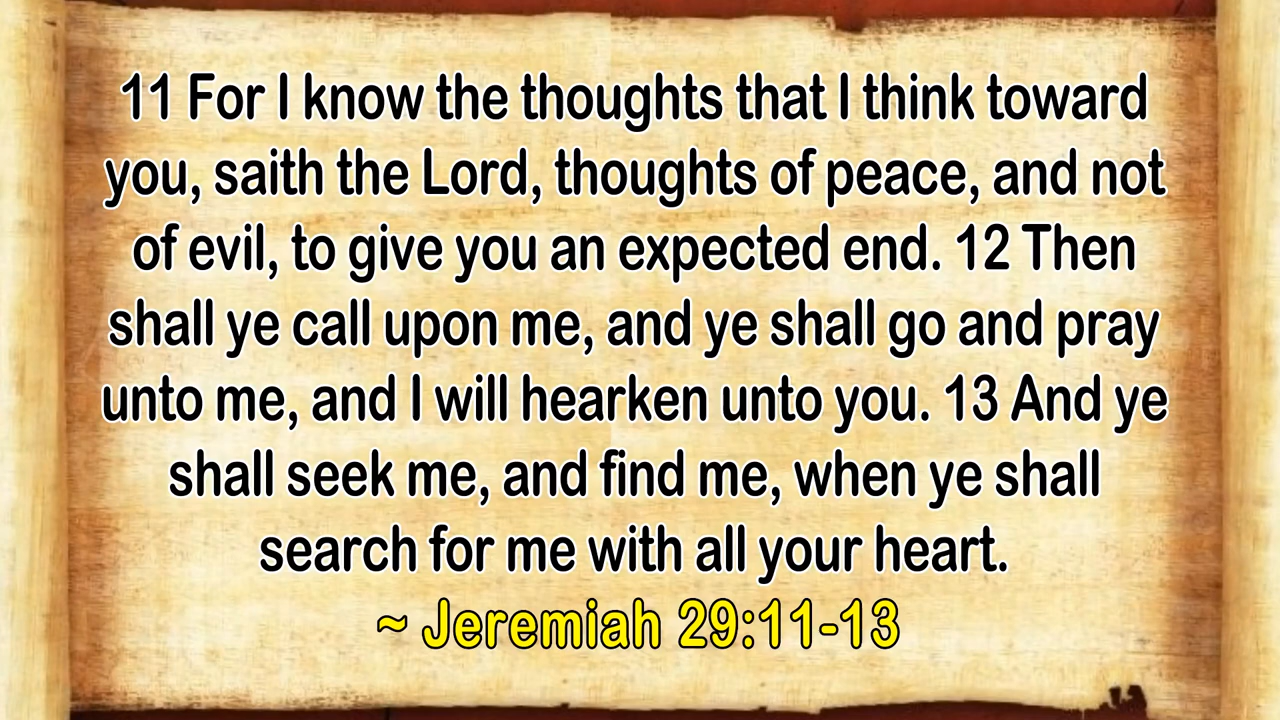 11 For I know the thoughts that I think toward
you, saith the Lord, thoughts of peace, and not
of evil, to give you an expected end. 12 Then
shall ye call upon me, and ye shall go and pray
unto me, and I will hearken unto you. 13 And ye
shall seek me, and find me, when ye shall
search for me with all your heart.
~ Jeremiah 29:11-13